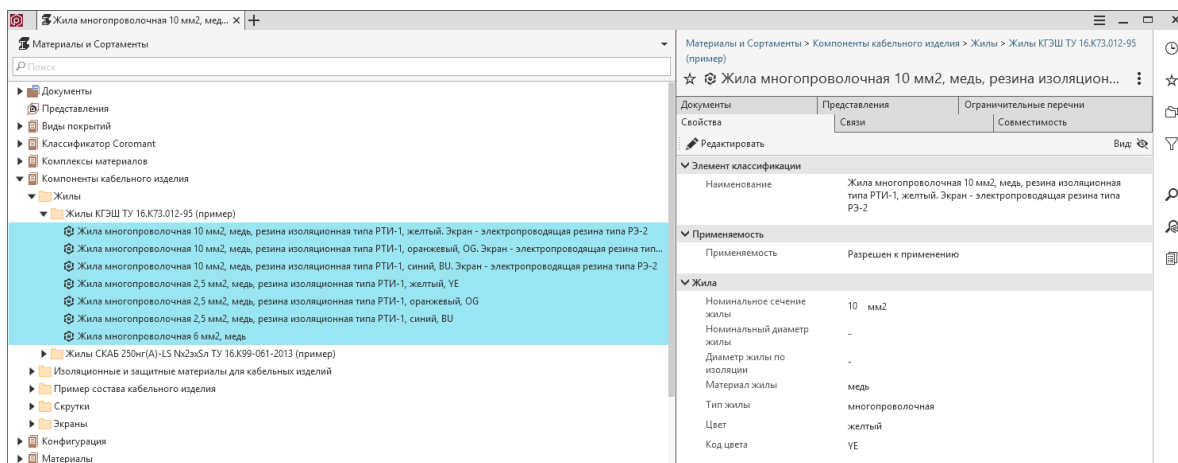 Жила многопроволочная 10 мм2, мед...
Материалы и Сортаменты
Поиск
Документы
Представления
Виды покрытий
Классификатор Coromant
Комплексы материалов
Компоненты кабельного изделия
Жилы
Жилы КГЭШ ТУ 16.К73.012-95 (пример)
Жила многопроволочная 10 мм2, медь, резина изоляционная типа РТИ-1, желтый. Экран - электропроводящая резина типа РЭ-2
Жила многопроволочная 10 мм2, медь, резина изоляционная типа РТИ-1, оранжевый, OG. Экран - электропроводящая резина тип...
Жила многопроволочная 10 мм2, медь, резина изоляционная типа РТИ-1, синий, BU. Экран - электропроводящая резина типа РЭ-2
Жила многопроволочная 2,5 мм2, медь, резина изоляционная типа РТИ-1, желтый, YE
Жила многопроволочная 2,5 мм2, медь, резина изоляционная типа РТИ-1, оранжевый, OG
Жила многопроволочная 2,5 мм2, медь, резина изоляционная типа РТИ-1, синий, BU
Жила многопроволочная 6 мм2, медь
Жилы СКАБ 250нг(А)-LS Nx2эxSл ТУ 16.К99-061-2013 (пример)
Изоляционные и защитные материалы для кабельных изделий
Пример состава кабельного изделия
Скрутки
Экраны
Конфигурация
Материалы
Материалы и Сортаменты > Компоненты кабельного изделия > Жилы > Жилы КГЭШ ТУ 16.К73.012-95
(пример)
Жила многопроволочная 10 мм2, медь, резина изоляцион...
Документы Представления Ограничительные перечни
Свойства Связи Совместимость
Редактировать Вид:
Элемент классификации
Наименование Жила многопроволочная 10 мм2, медь, резина изоляционная
типа РТИ-1, желтый. Экран - электропроводящая резина типа
РЭ-2
Применяемость
Применяемость Разрешен к применению
Жила
Номинальное сечение
жилы 10 мм2
Номинальный диаметр
жилы -
Диаметр жилы по
изоляции -
Материал жилы медь
Тип жилы многопроволочная
Цвет желтый
Код цвета YE